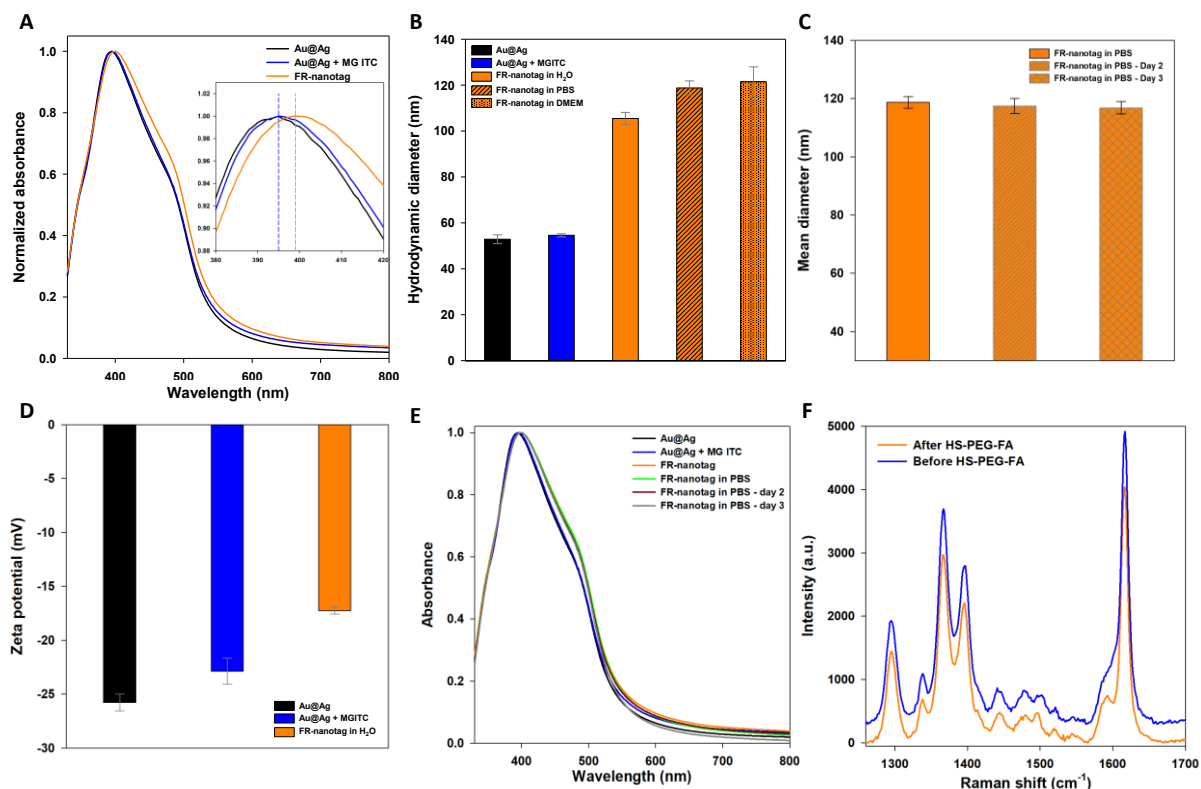 A
Normalized absorbance
1.0
0.8
0.6
0.4
0.2
0.0
Au@Ag
Au@Ag + MG ITC
FR-nanotag
1.02
1.00
0.98
0.96
0.94
0.92
0.90
0.88
380 390 400 410 420
400 500 600 700 800
Wavelength (nm)
B
Hydrodynamic diameter (nm)
140
120
100
80
60
40
20
0
Au@Ag
Au@Ag + MGITC
FR-nanotag in H2O
FR-nanotag in PBS
FR-nanotag in DMEM
C
Mean diameter (nm)
140
120
100
80
60
40
FR-nanotag in PBS
FR-nanotag in PBS - Day 2
FR-nanotag in PBS - Day 3
D
Zeta potential (mV)
0
-5
-10
-15
-20
-25
-30
Au@Ag
Au@Ag + MGITC
FR-nanotag in H2O
E
Absorbance
1.0
0.8
0.6
0.4
0.2
0.0
Au@Ag
Au@Ag + MG ITC
FR-nanotag
FR-nanotag in PBS
FR-nanotag in PBS - day 2
FR-nanotag in PBS - day 3
400 500 600 700 800
Wavelength (nm)
F
Intensity (a.u.)
5000
4000
3000
2000
1000
0
After HS-PEG-FA
Before HS-PEG-FA
1300 1400 1500 1600 1700
Raman shift (cm-1)